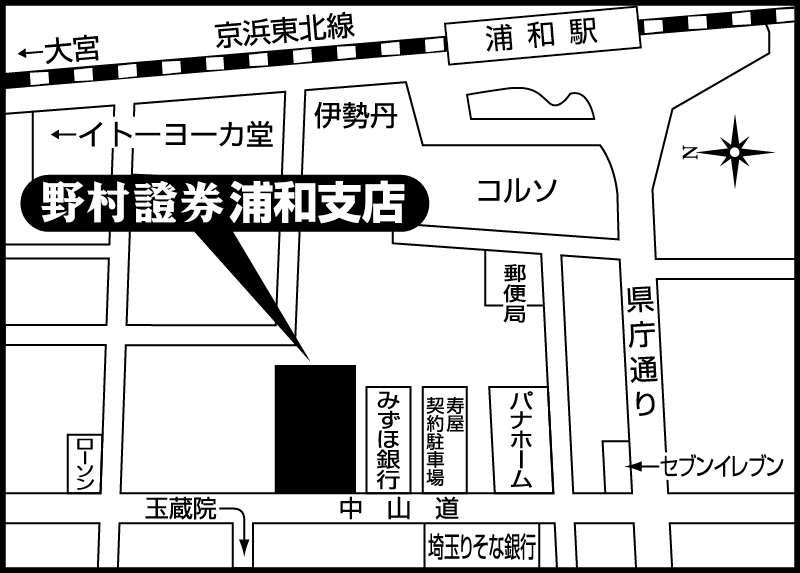 京浜東北線
浦和駅
←大宮
伊勢丹
←イトーヨーカ堂
N
コルソ
野村證券浦和支店
郵便局
県庁通り
みずほ銀行
寿屋
契約駐車場
パナホーム
ローソン
セブンイレブン
玉蔵院
中山道
埼玉りそな銀行